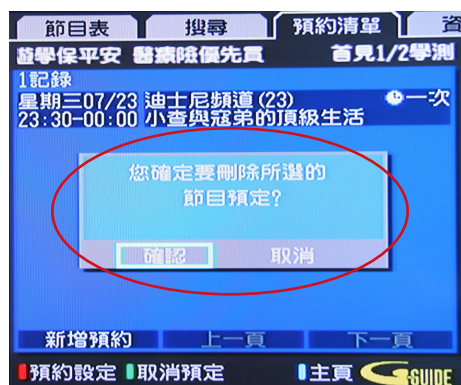 節目表 搜尋 預約清單 資
遊學保平安 醫療險優先買 首見1/2學測
1記錄
星期三07/23 迪士尼頻道(23) 一次
23:30-00:00 小查與冠弟的頂級生活
您確定要刪除所選的
節目預定?
確認 取消
新增預約 上一頁 下一頁
預約設定 取消預定 主頁 G-GUIDE